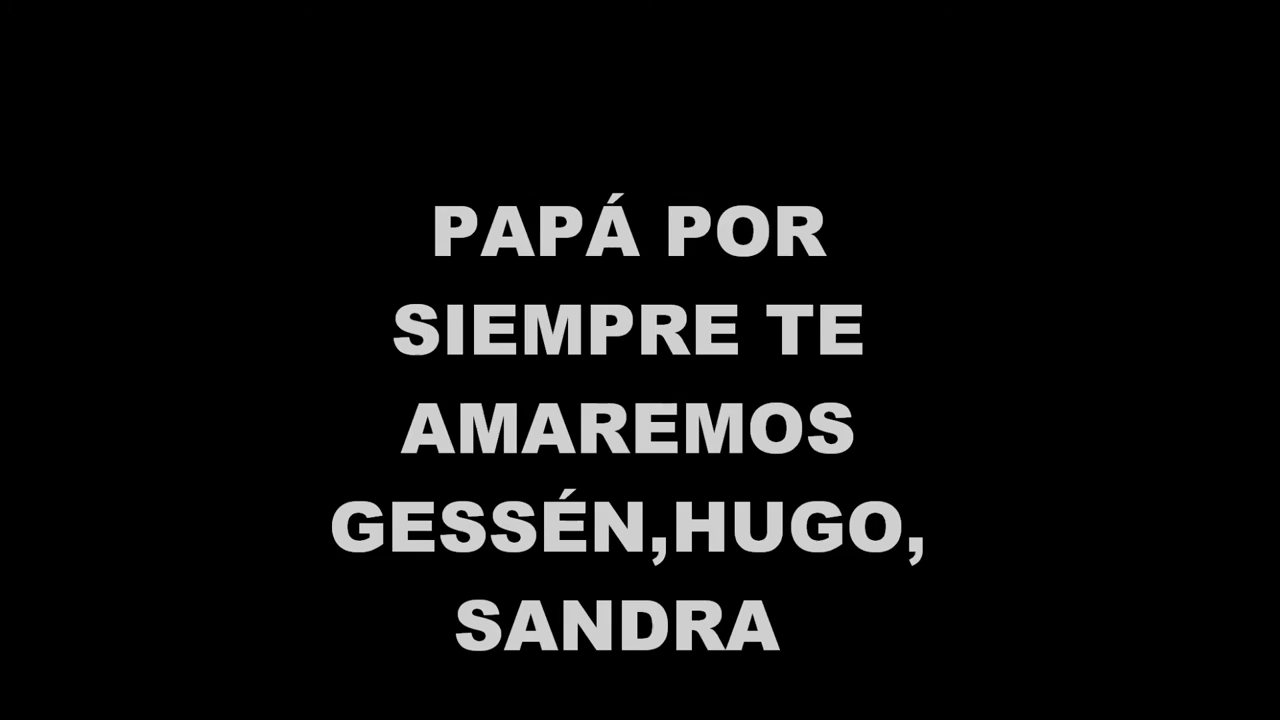 PAPÁ POR
SIEMPRE TE
AMAREMOS
GESSÉN,HUGO,
SANDRA